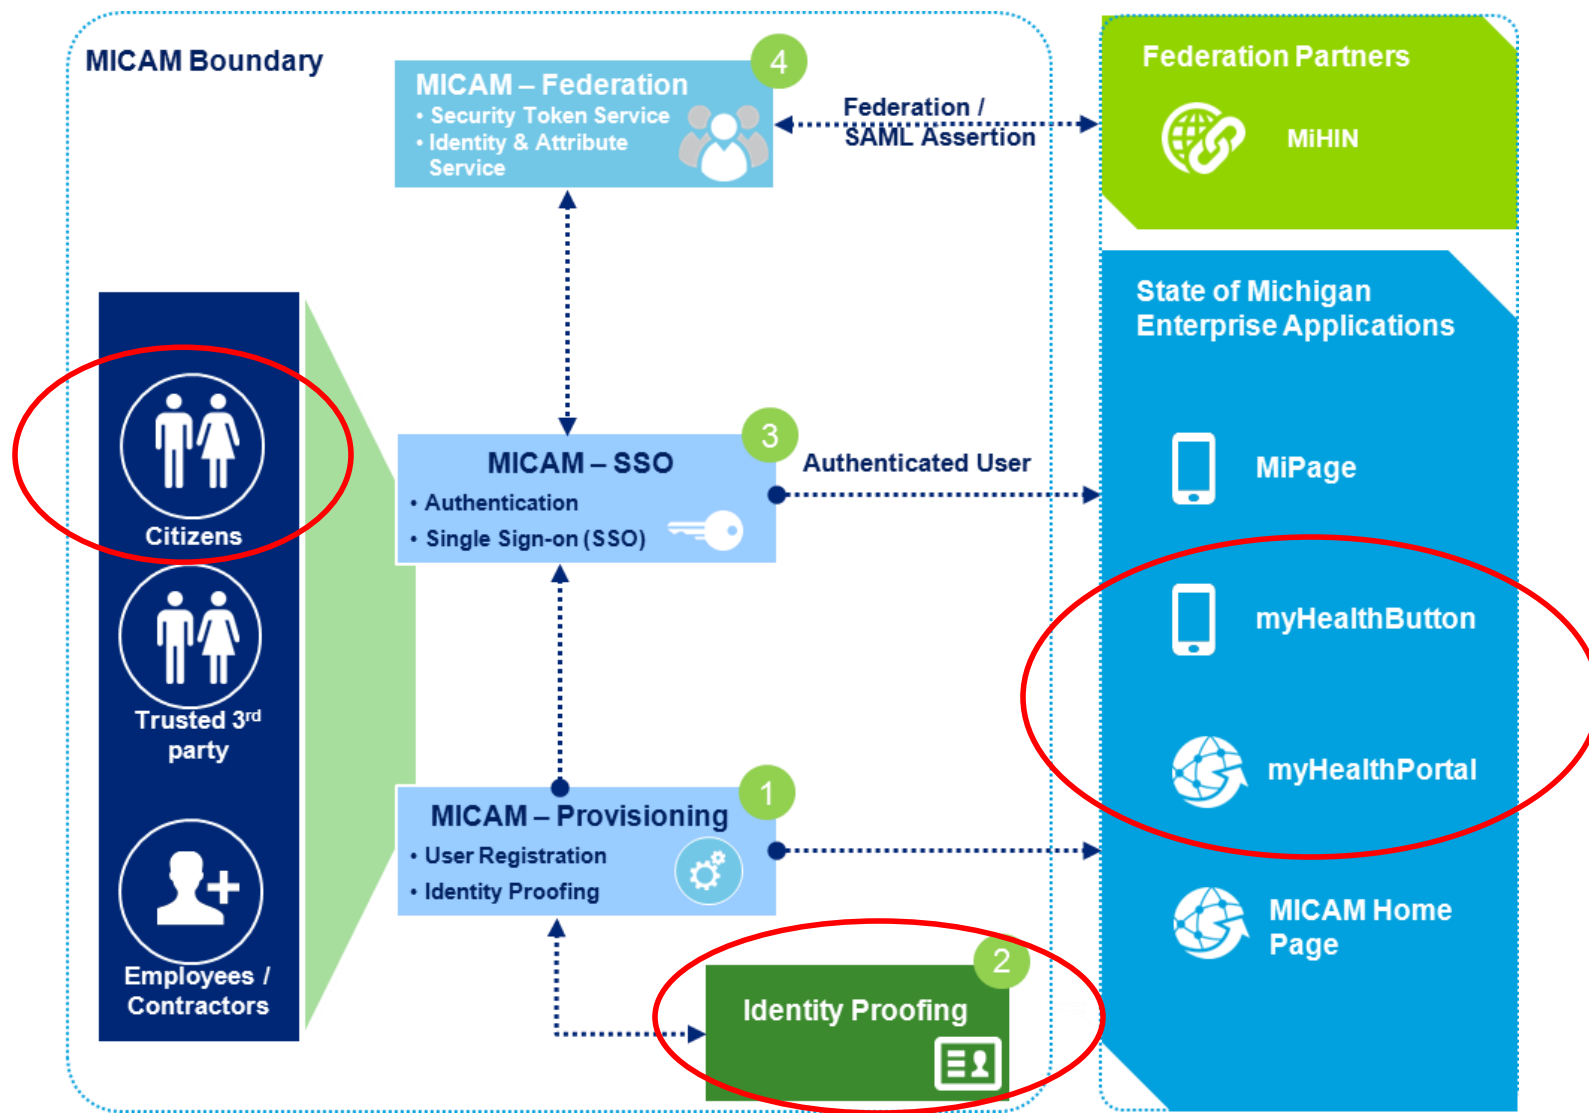 MICAM Boundary
4
MICAM – Federation
• Security Token Service
• Identity & Attribute
Service
Federation /
SAML Assertion
Federation Partners
MiHIN
State of Michigan
Enterprise Applications
Citizens
3
MICAM – SSO
• Authentication
• Single Sign-on (SSO)
Authenticated User
MiPage
myHealthButton
Trusted 3rd
party
myHealthPortal
1
MICAM – Provisioning
• User Registration
• Identity Proofing
MICAM Home
Page
Employees /
Contractors
2
Identity Proofing